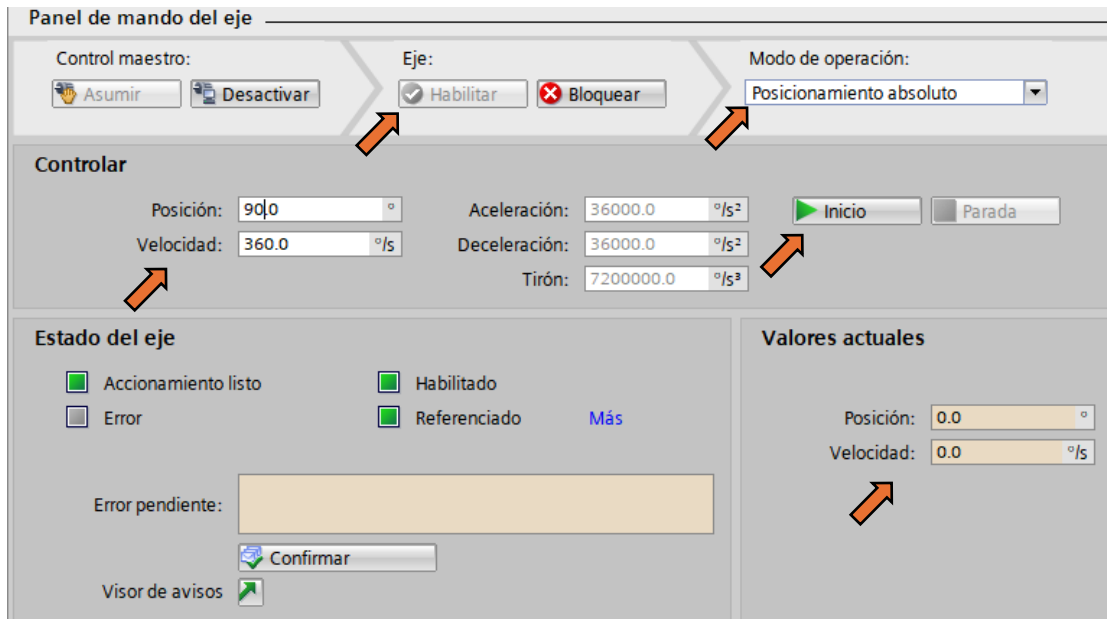 Panel de mando del eje
Control maestro: Eje: Modo de operación:
Asumir Desactivar Habilitar Bloquear Posicionamiento absoluto
Controlar
Posición: 90.0 ° Aceleración: 36000.0 °/s² Inicio Parada
Velocidad: 360.0 °/s Deceleración: 36000.0 °/s²
Tirón: 7200000.0 °/s³
Estado del eje
Accionamiento listo Habilitado
Error Referenciado Más
Error pendiente:
Confirmar
Visor de avisos
Valores actuales
Posición: 0.0 °
Velocidad: 0.0 °/s